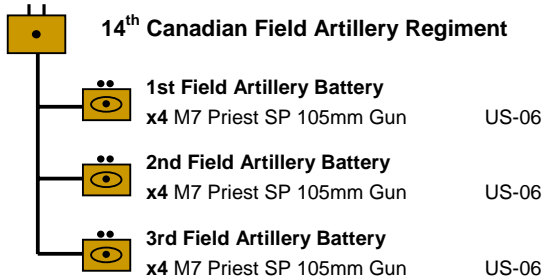 14th Canadian Field Artillery Regiment
1st Field Artillery Battery
x4 M7 Priest SP 105mm Gun US-06
2nd Field Artillery Battery
x4 M7 Priest SP 105mm Gun US-06
3rd Field Artillery Battery
x4 M7 Priest SP 105mm Gun US-06